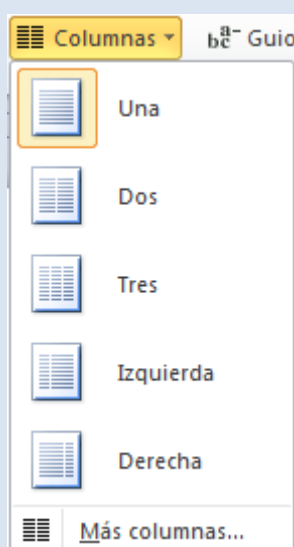 Columnas
Guio
Una
Dos
Tres
Izquierda
Derecha
Más columnas...